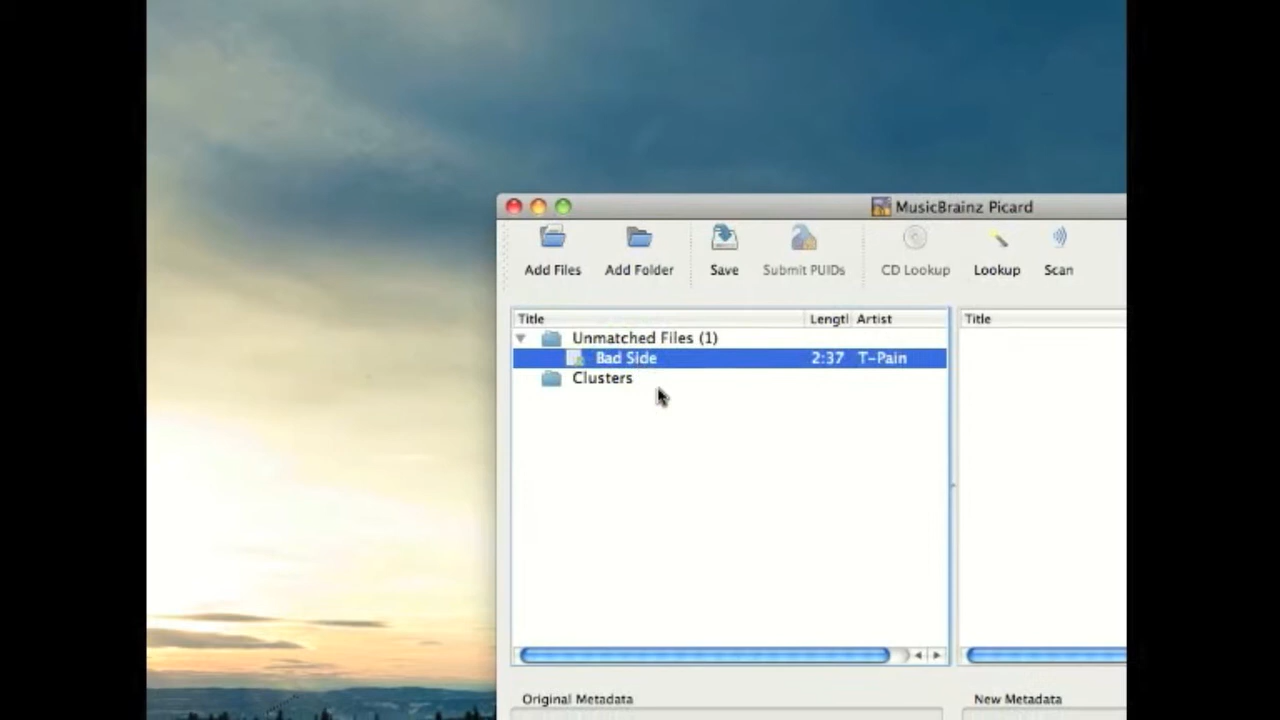 MusicBrainz Picard
Add Files Add Folder Save Submit PUIDs CD Lookup Lookup Scan
Title Lengtl Artist Title
Unmatched Files (1)
Bad Side 2:37 T-Pain
Clusters
Original Metadata New Metadata